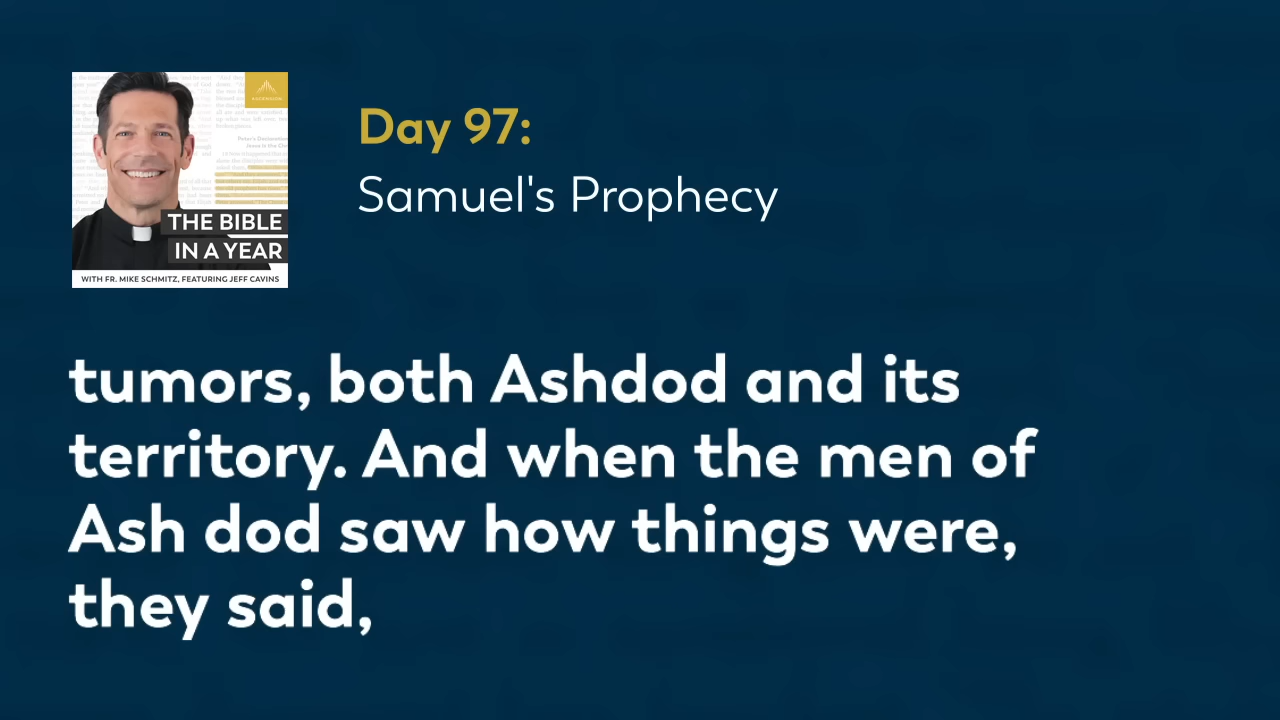 THE BIBLE
IN A YEAR
WITH FR. MIKE SCHMITZ, FEATURING JEFF CAVINS
Day 97:
Samuel's Prophecy
tumors, both Ashdod and its
territory. And when the men of
Ash dod saw how things were,
they said,